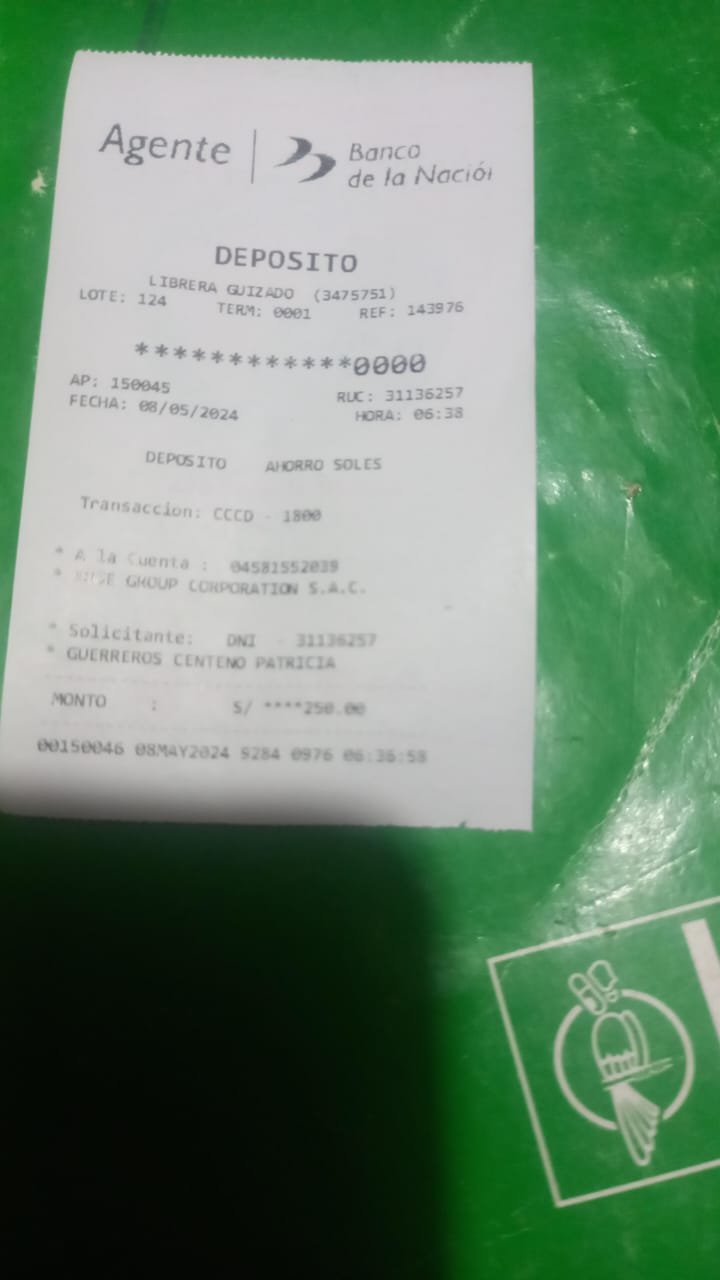 Agente | Banco
de la Nació
DEPOSITO
LIBRERA GUIZADO (3475751)
LOTE: 124 TERM: 0001 REF: 143976
************0000
AP: 150045 RUC: 31136257
FECHA: 08/05/2024 HORA: 06:38
DEPOSITO AHORRO SOLES
Transaccion: CCCD - 1800
* A la Cuenta : 04581552039
* GROUP CORPORATION S.A.C.
* Solicitante: DNI - 31136257
* GUERREROS CENTENO PATRICIA
MONTO : S/ ****250.00
00150046 08MAY2024 9284 0976 06:36:58